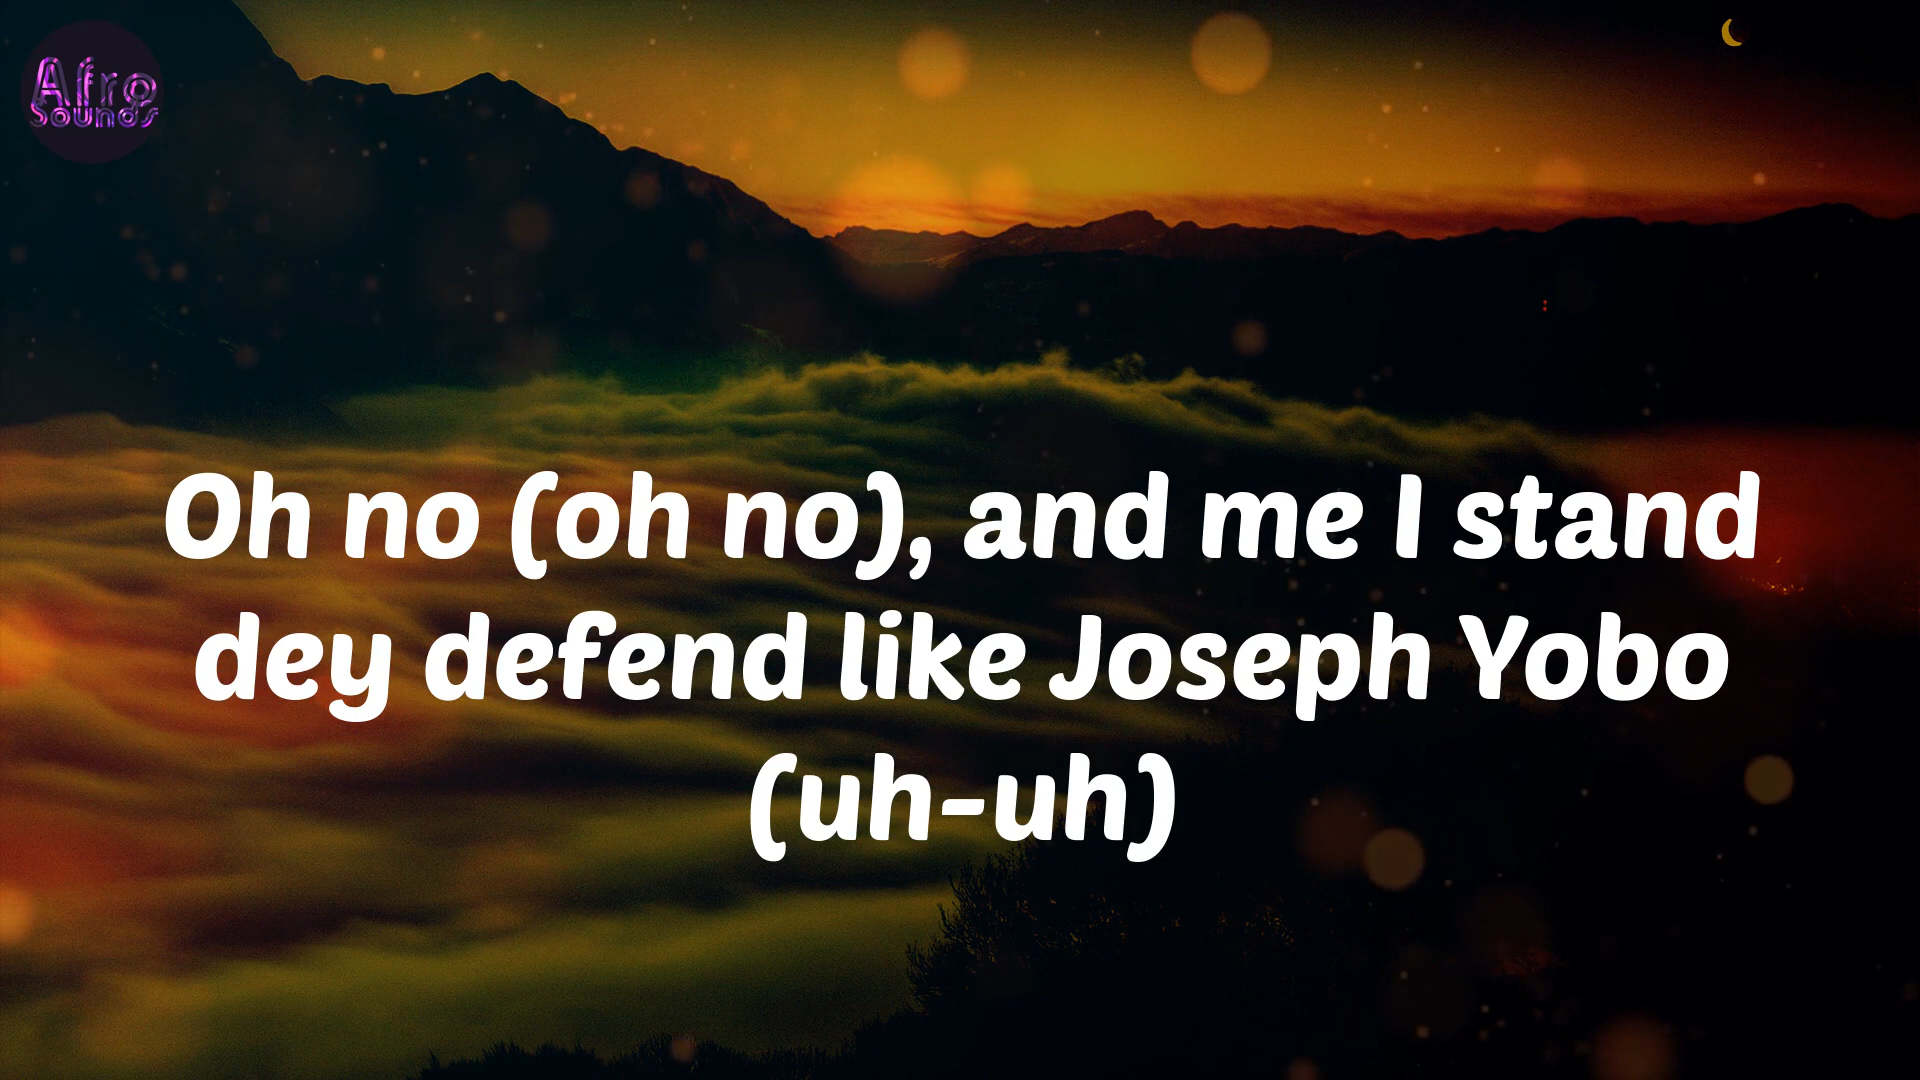 Afro
Sounds
Oh no (oh no), and me I stand
dey defend like Joseph Yobo
(uh-uh)